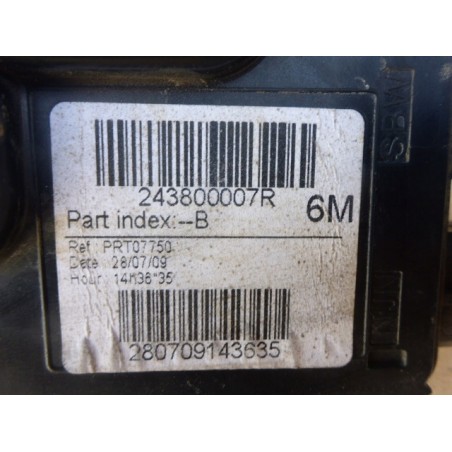 243800007R
Part index:--B
6M
Ref : PRT07750
Date : 28/07/09
Hour : 14h36*35
280709143635